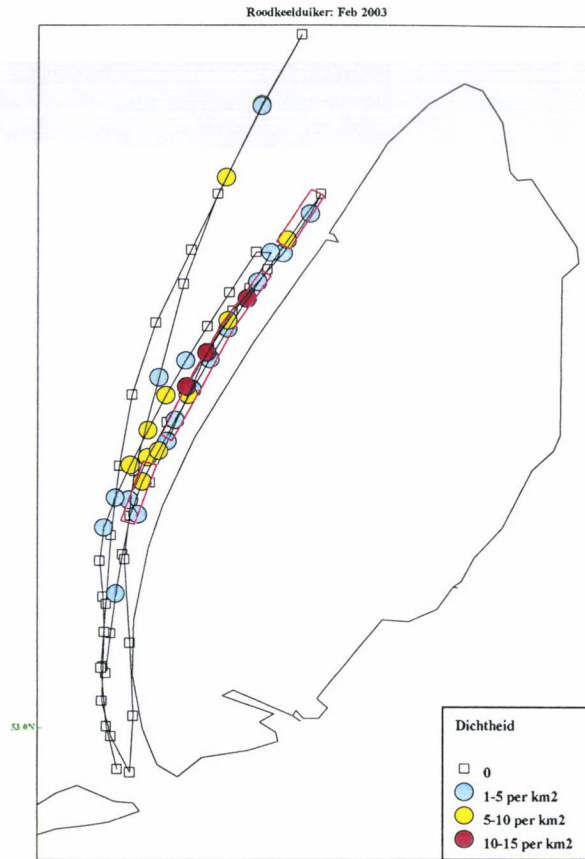 Roodkeelduiker: Feb 2003
53 0'N
Dichtheid
0
1-5 per km2
5-10 per km2
10-15 per km2